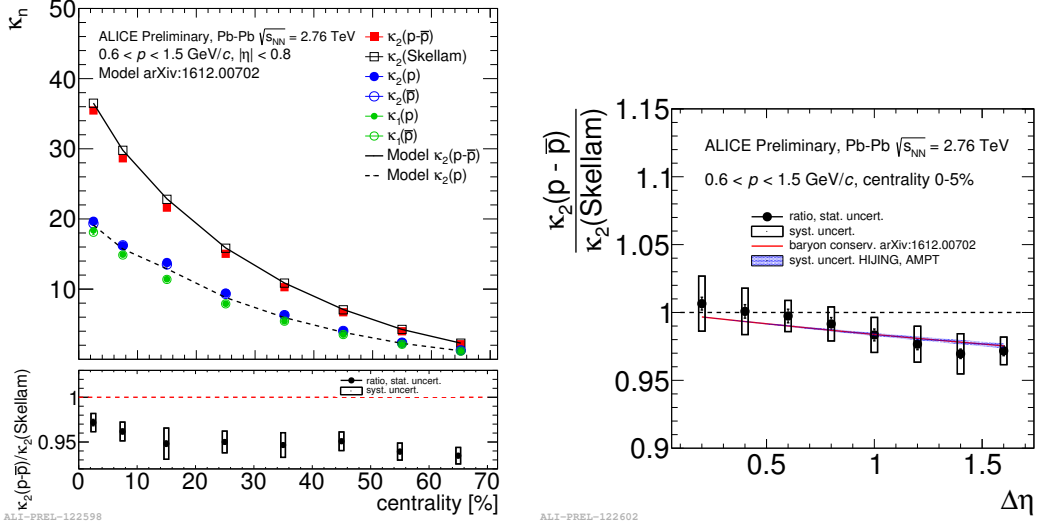 κn
50
40
30
20
10
ALICE Preliminary, Pb-Pb √sNN = 2.76 TeV
0.6 < p < 1.5 GeV/c, |η| < 0.8
Model arXiv:1612.00702
κ2(p-p̅)
κ2(Skellam)
κ2(p)
κ2(p̅)
κ1(p)
κ1(p̅)
Model κ2(p-p̅)
Model κ2(p)
κ2(p-p̅)/κ2(Skellam)
1
0.95
ratio, stat. uncert.
syst. uncert.
0 10 20 30 40 50 60 70
centrality [%]
ALI-PREL-122598
κ2(p - p̅)
κ2(Skellam)
1.15
1.1
1.05
1
0.95
0.9
ALICE Preliminary, Pb-Pb √sNN = 2.76 TeV
0.6 < p < 1.5 GeV/c, centrality 0-5%
ratio, stat. uncert.
syst. uncert.
baryon conserv. arXiv:1612.00702
syst. uncert. HIJING, AMPT
0.5 1 1.5
Δη
ALI-PREL-122602